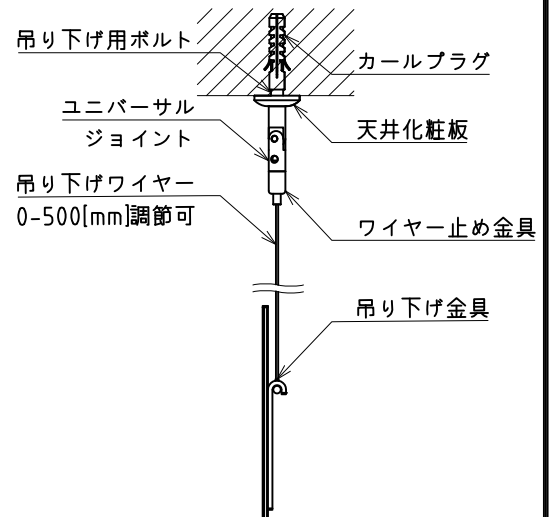 吊り下げ用ボルト
カールプラグ
ユニバーサル
ジョイント
天井化粧板
吊り下げワイヤー
0-500[mm]調節可
ワイヤー止め金具
吊り下げ金具